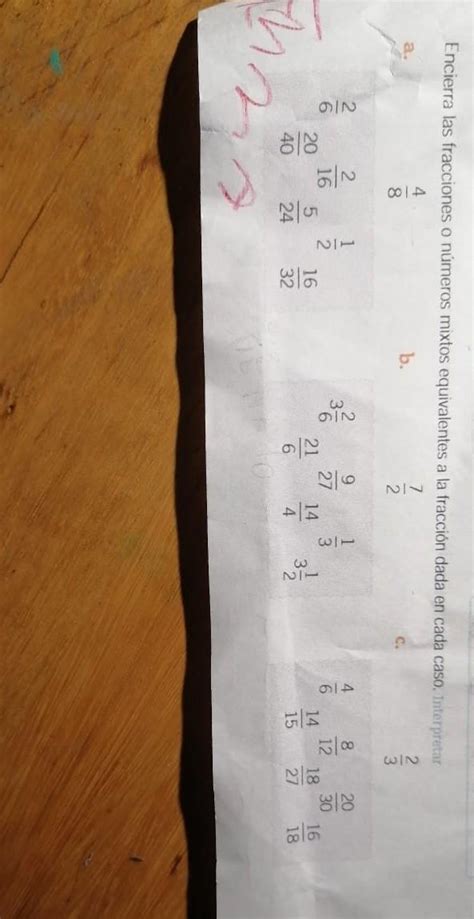 Encierra las fracciones o números mixtos equivalentes a la fracción dada en cada caso. Interpretar
a. 4/8
b. 7/2
c. 2/3
2/6 2/16 1/2
20/40 5/24 16/32
3 2/6 9/27 1/3
21/6 14/4 3 1/2
4/6 8/12 20/30
14/15 18/27 16/18